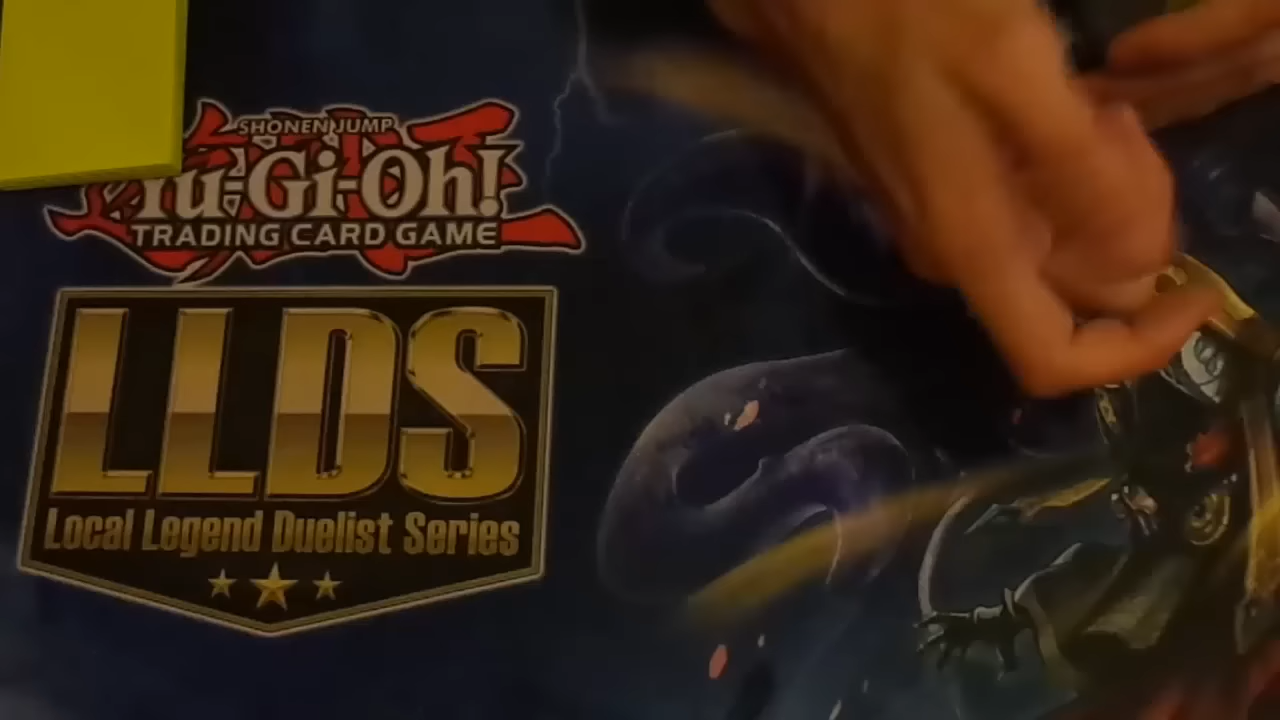 SHONEN JUMP
Yu-Gi-Oh!
TRADING CARD GAME
LLDS
Local Legend Duelist Series